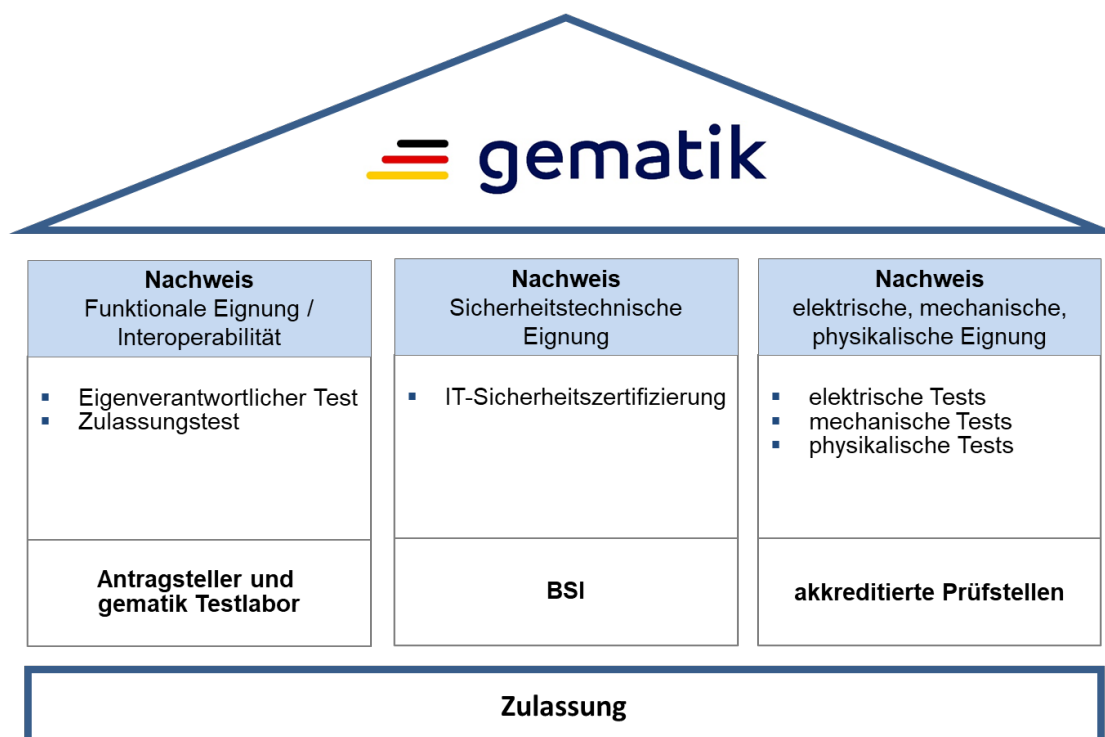 gematik
Nachweis
Funktionale Eignung /
Interoperabilität
▪ Eigenverantwortlicher Test
▪ Zulassungstest
Antragsteller und
gematik Testlabor
Nachweis
Sicherheitstechnische
Eignung
▪ IT-Sicherheitszertifizierung
BSI
Nachweis
elektrische, mechanische,
physikalische Eignung
▪ elektrische Tests
▪ mechanische Tests
▪ physikalische Tests
akkreditierte Prüfstellen
Zulassung